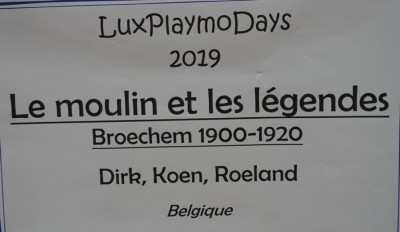 LuxPlaymoDays
2019
Le moulin et les légendes
Broechem 1900-1920
Dirk, Koen, Roeland
Belgique